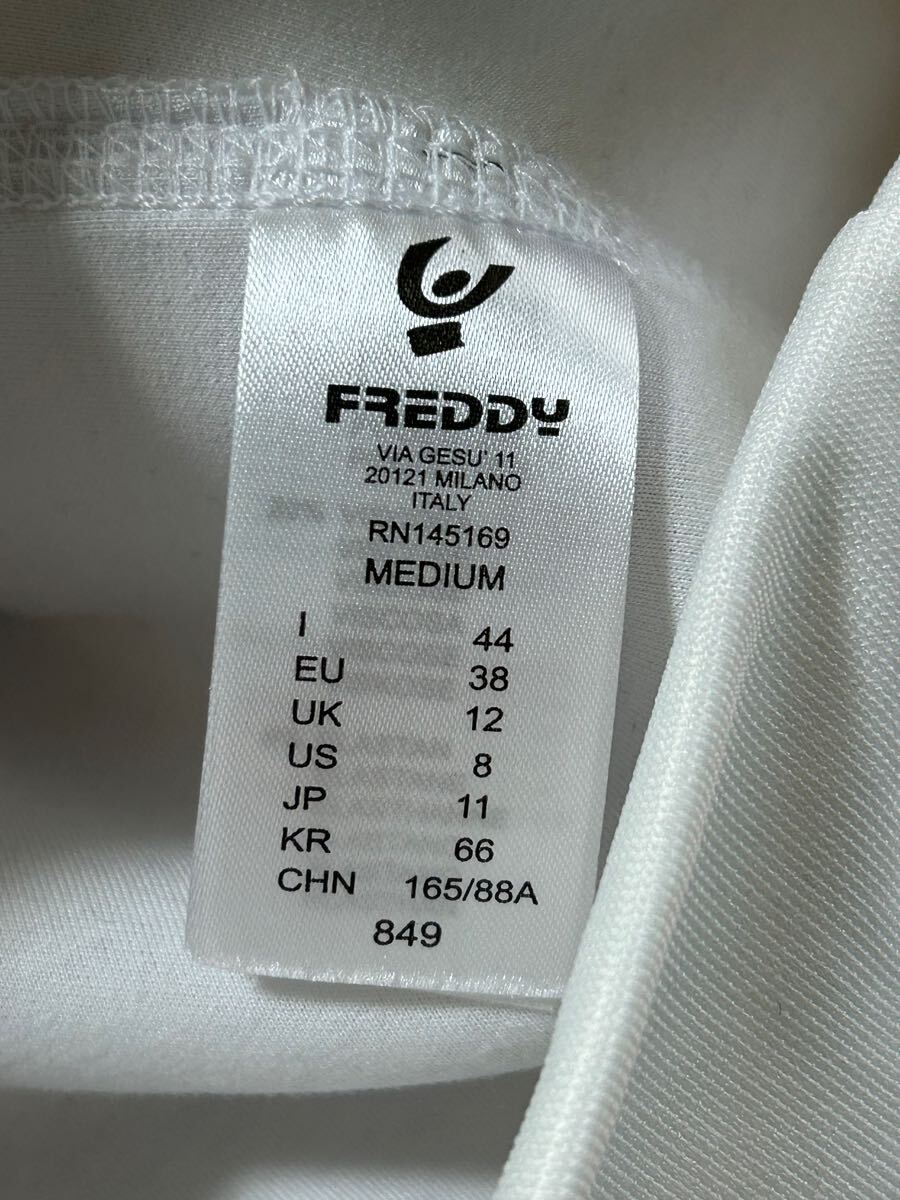 FREDDY
VIA GESU' 11
20121 MILANO
ITALY
RN145169
MEDIUM
I 44
EU 38
UK 12
US 8
JP 11
KR 66
CHN 165/88A
849